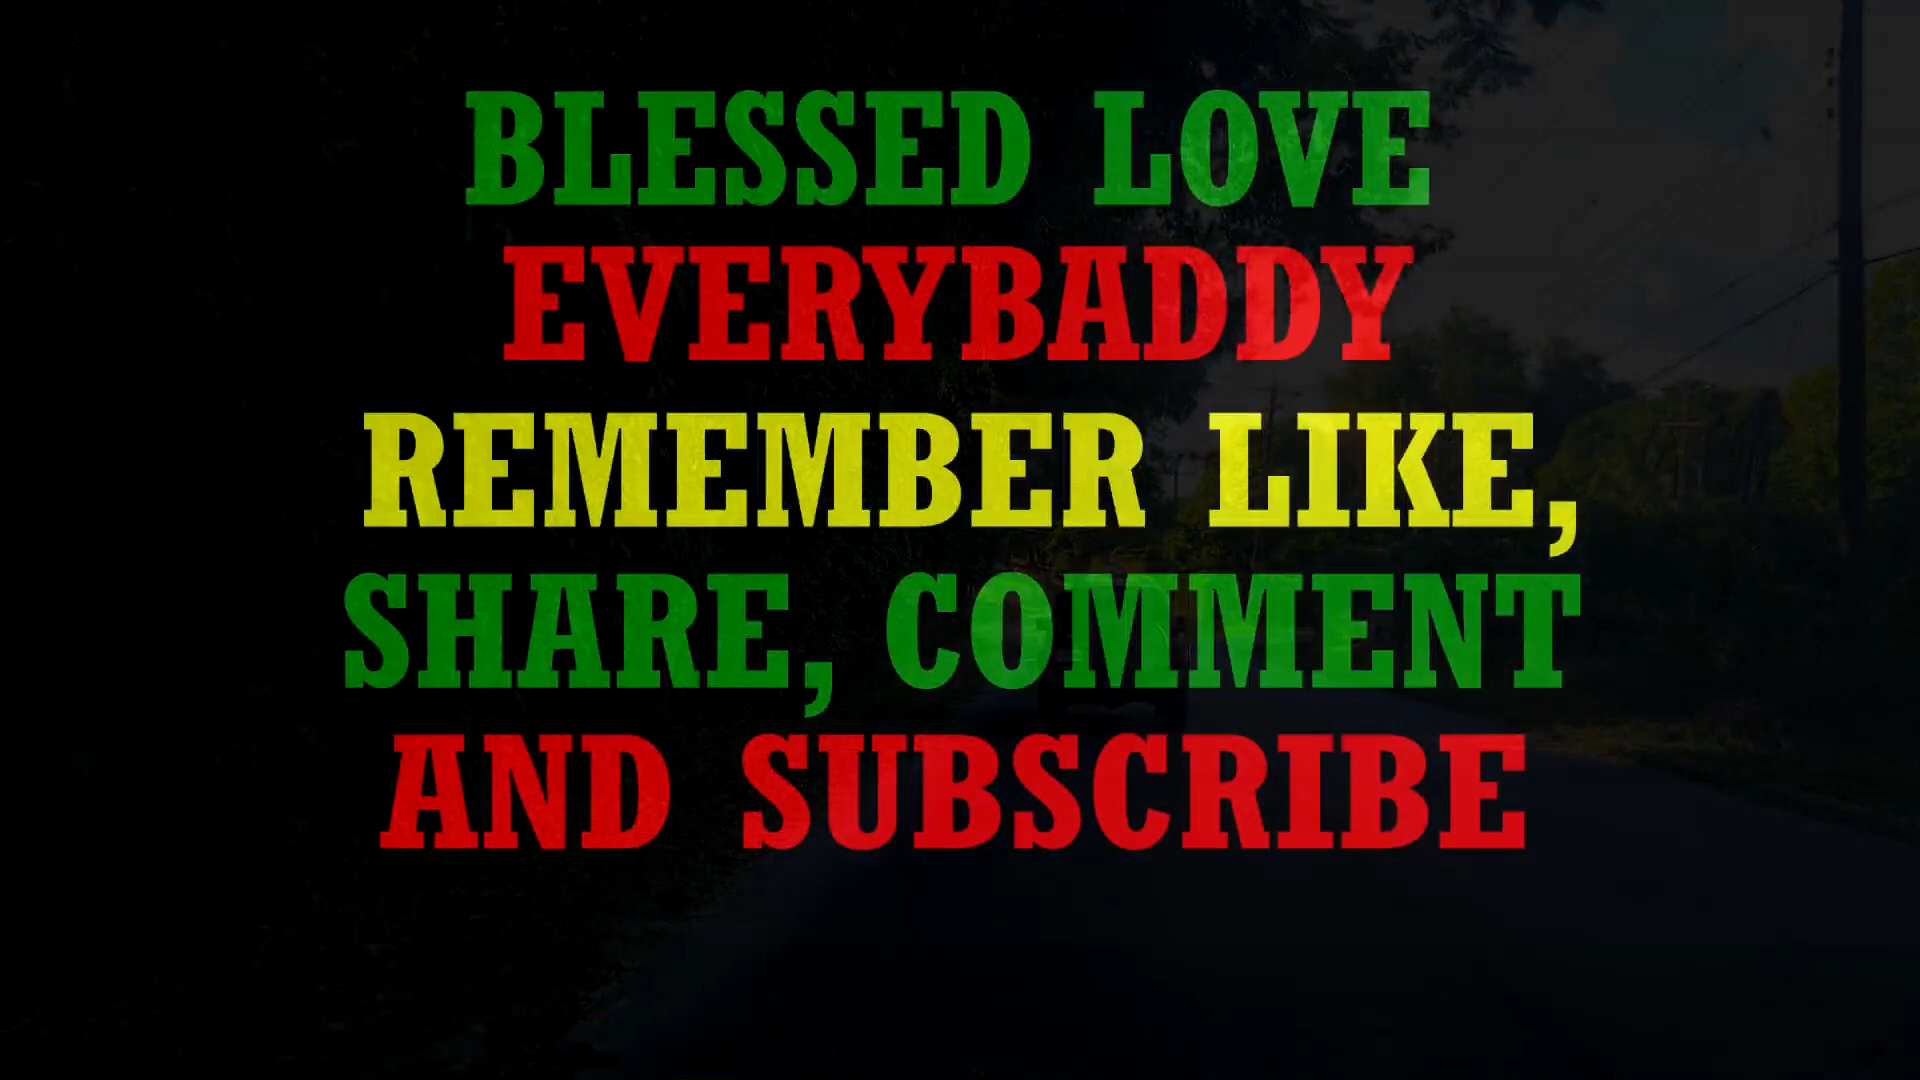 BLESSED LOVE
EVERYBADDY
REMEMBER LIKE,
SHARE, COMMENT
AND SUBSCRIBE